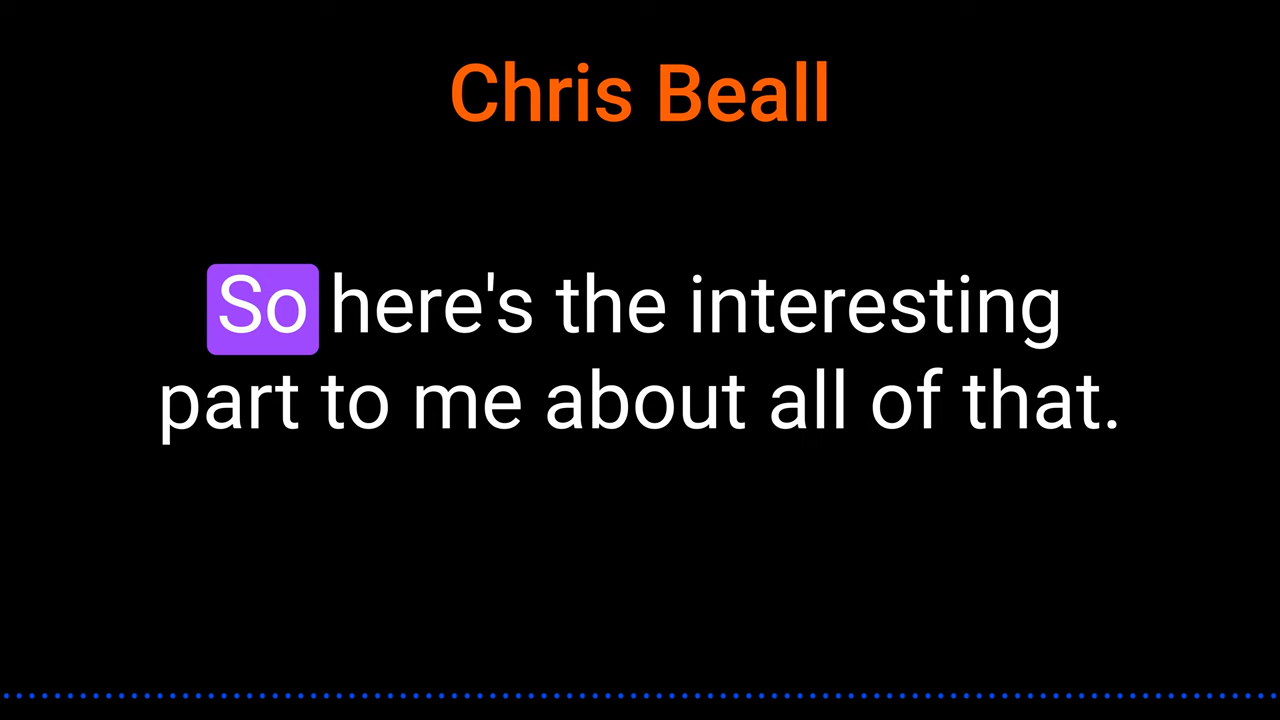 Chris Beall
So here's the interesting
part to me about all of that.